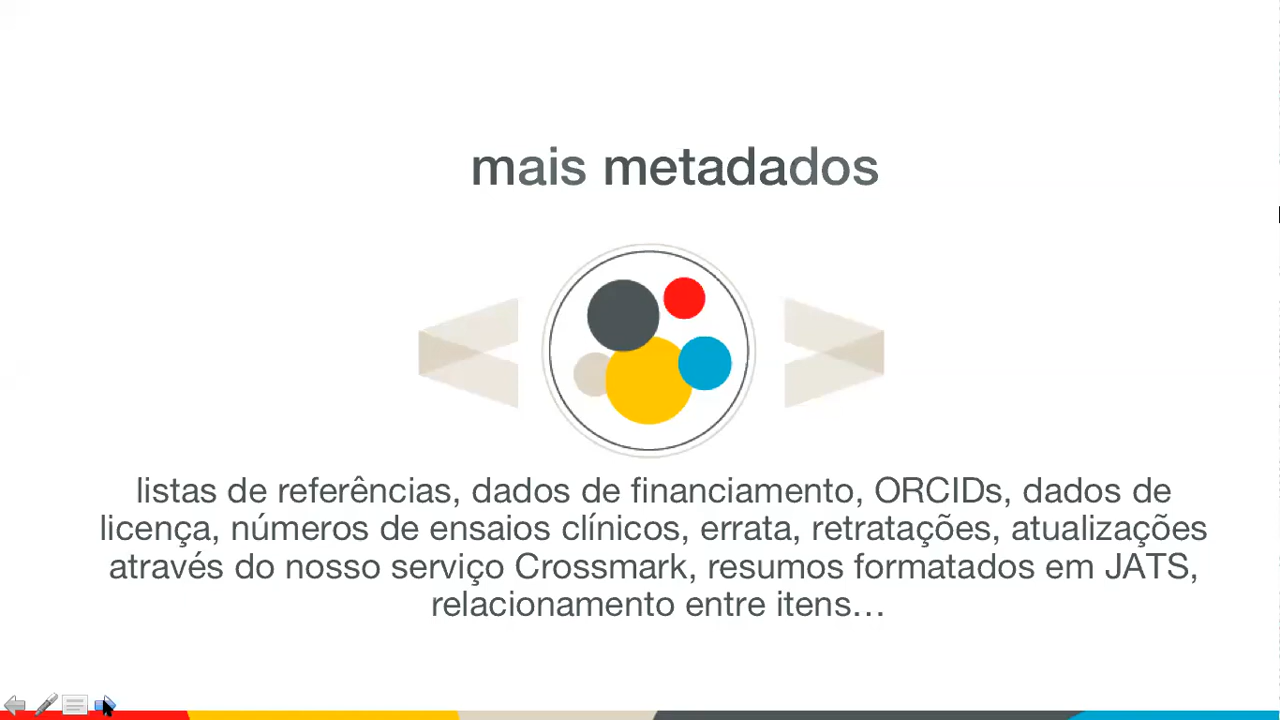 mais metadados
listas de referências, dados de financiamento, ORCIDs, dados de
licença, números de ensaios clínicos, errata, retratações, atualizações
através do nosso serviço Crossmark, resumos formatados em JATS,
relacionamento entre itens…